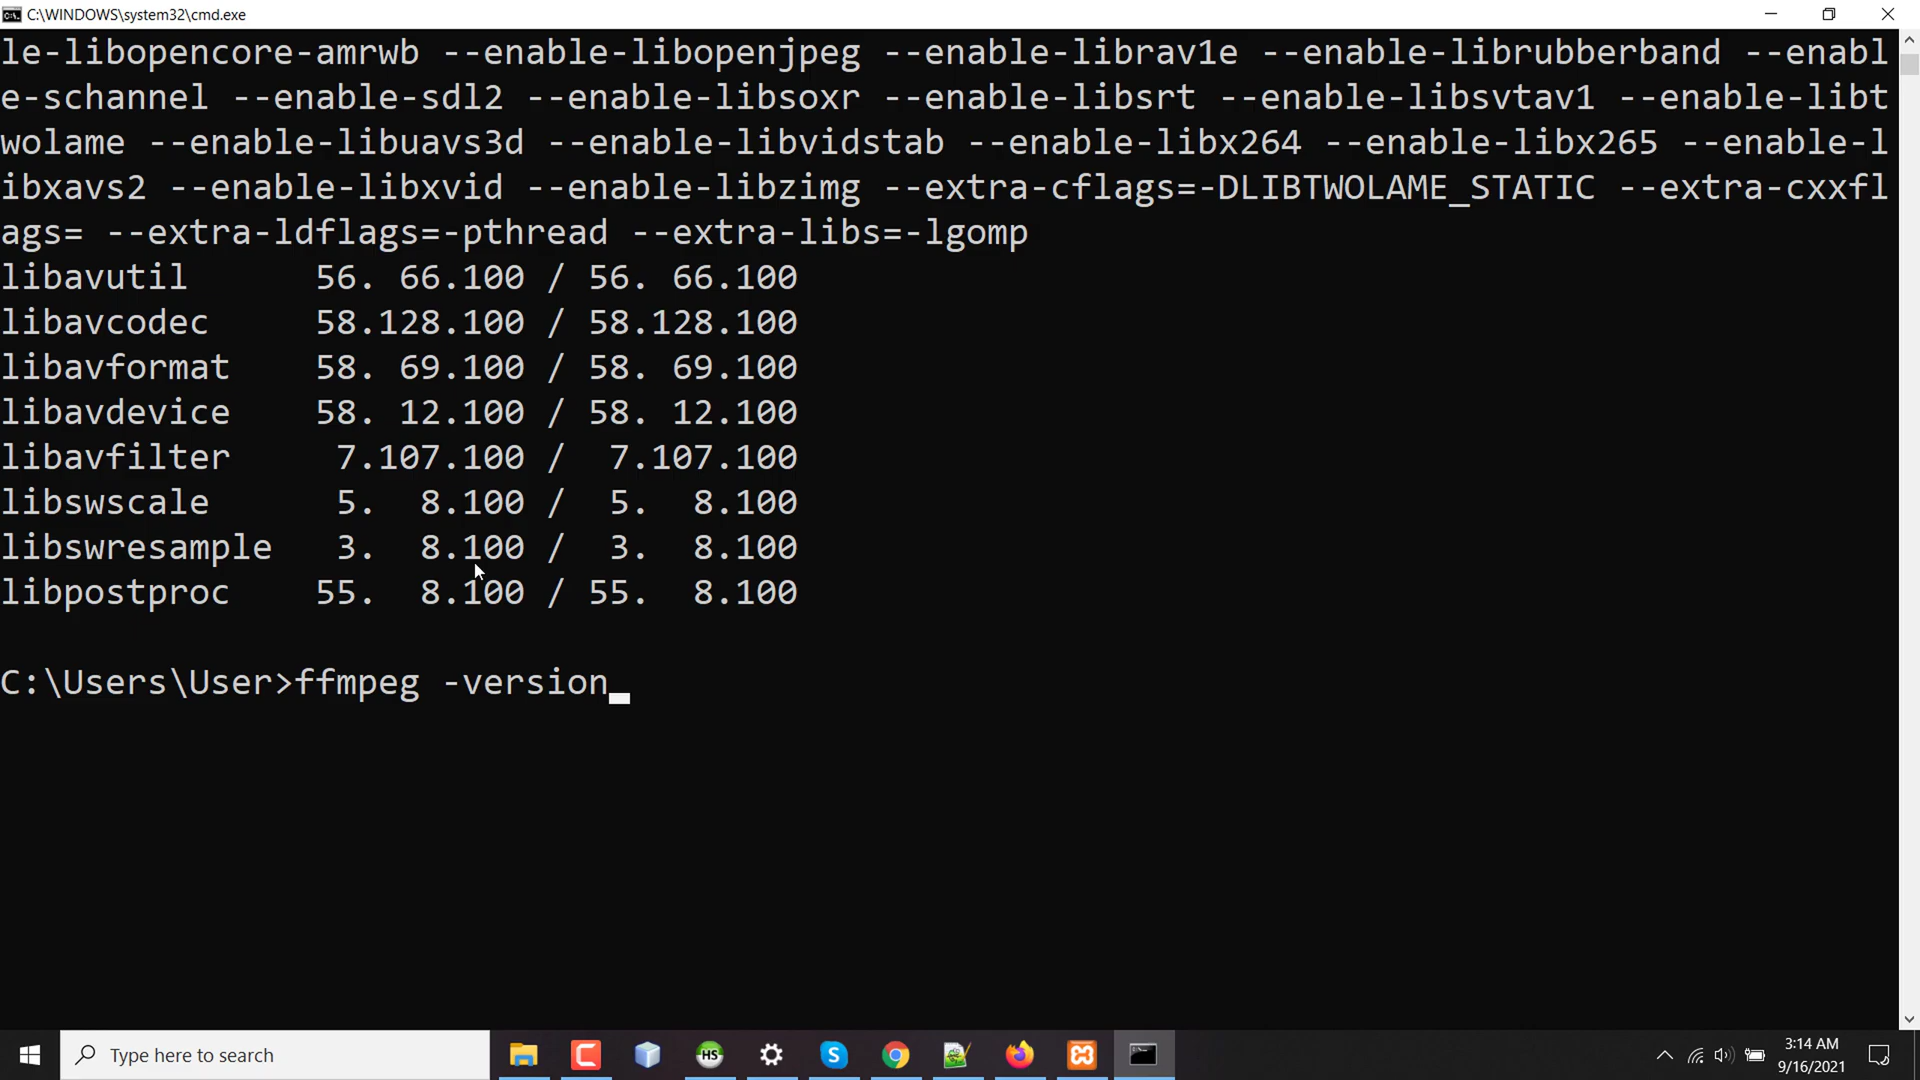 C:\WINDOWS\system32\cmd.exe
le-libopencore-amrwb --enable-libopenjpeg --enable-librav1e --enable-librubberband --enabl
e-schannel --enable-sdl2 --enable-libsoxr --enable-libsrt --enable-libsvtav1 --enable-libt
wolame --enable-libuavs3d --enable-libvidstab --enable-libx264 --enable-libx265 --enable-l
ibxavs2 --enable-libxvid --enable-libzimg --extra-cflags=-DLIBTWOLAME_STATIC --extra-cxxfl
ags= --extra-ldflags=-pthread --extra-libs=-lgomp
libavutil      56. 66.100 / 56. 66.100
libavcodec     58.128.100 / 58.128.100
libavformat    58. 69.100 / 58. 69.100
libavdevice    58. 12.100 / 58. 12.100
libavfilter     7.107.100 /  7.107.100
libswscale      5.  8.100 /  5.  8.100
libswresample   3.  8.100 /  3.  8.100
libpostproc    55.  8.100 / 55.  8.100
C:\Users\User>ffmpeg -version
Type here to search
HS
3:14 AM
9/16/2021